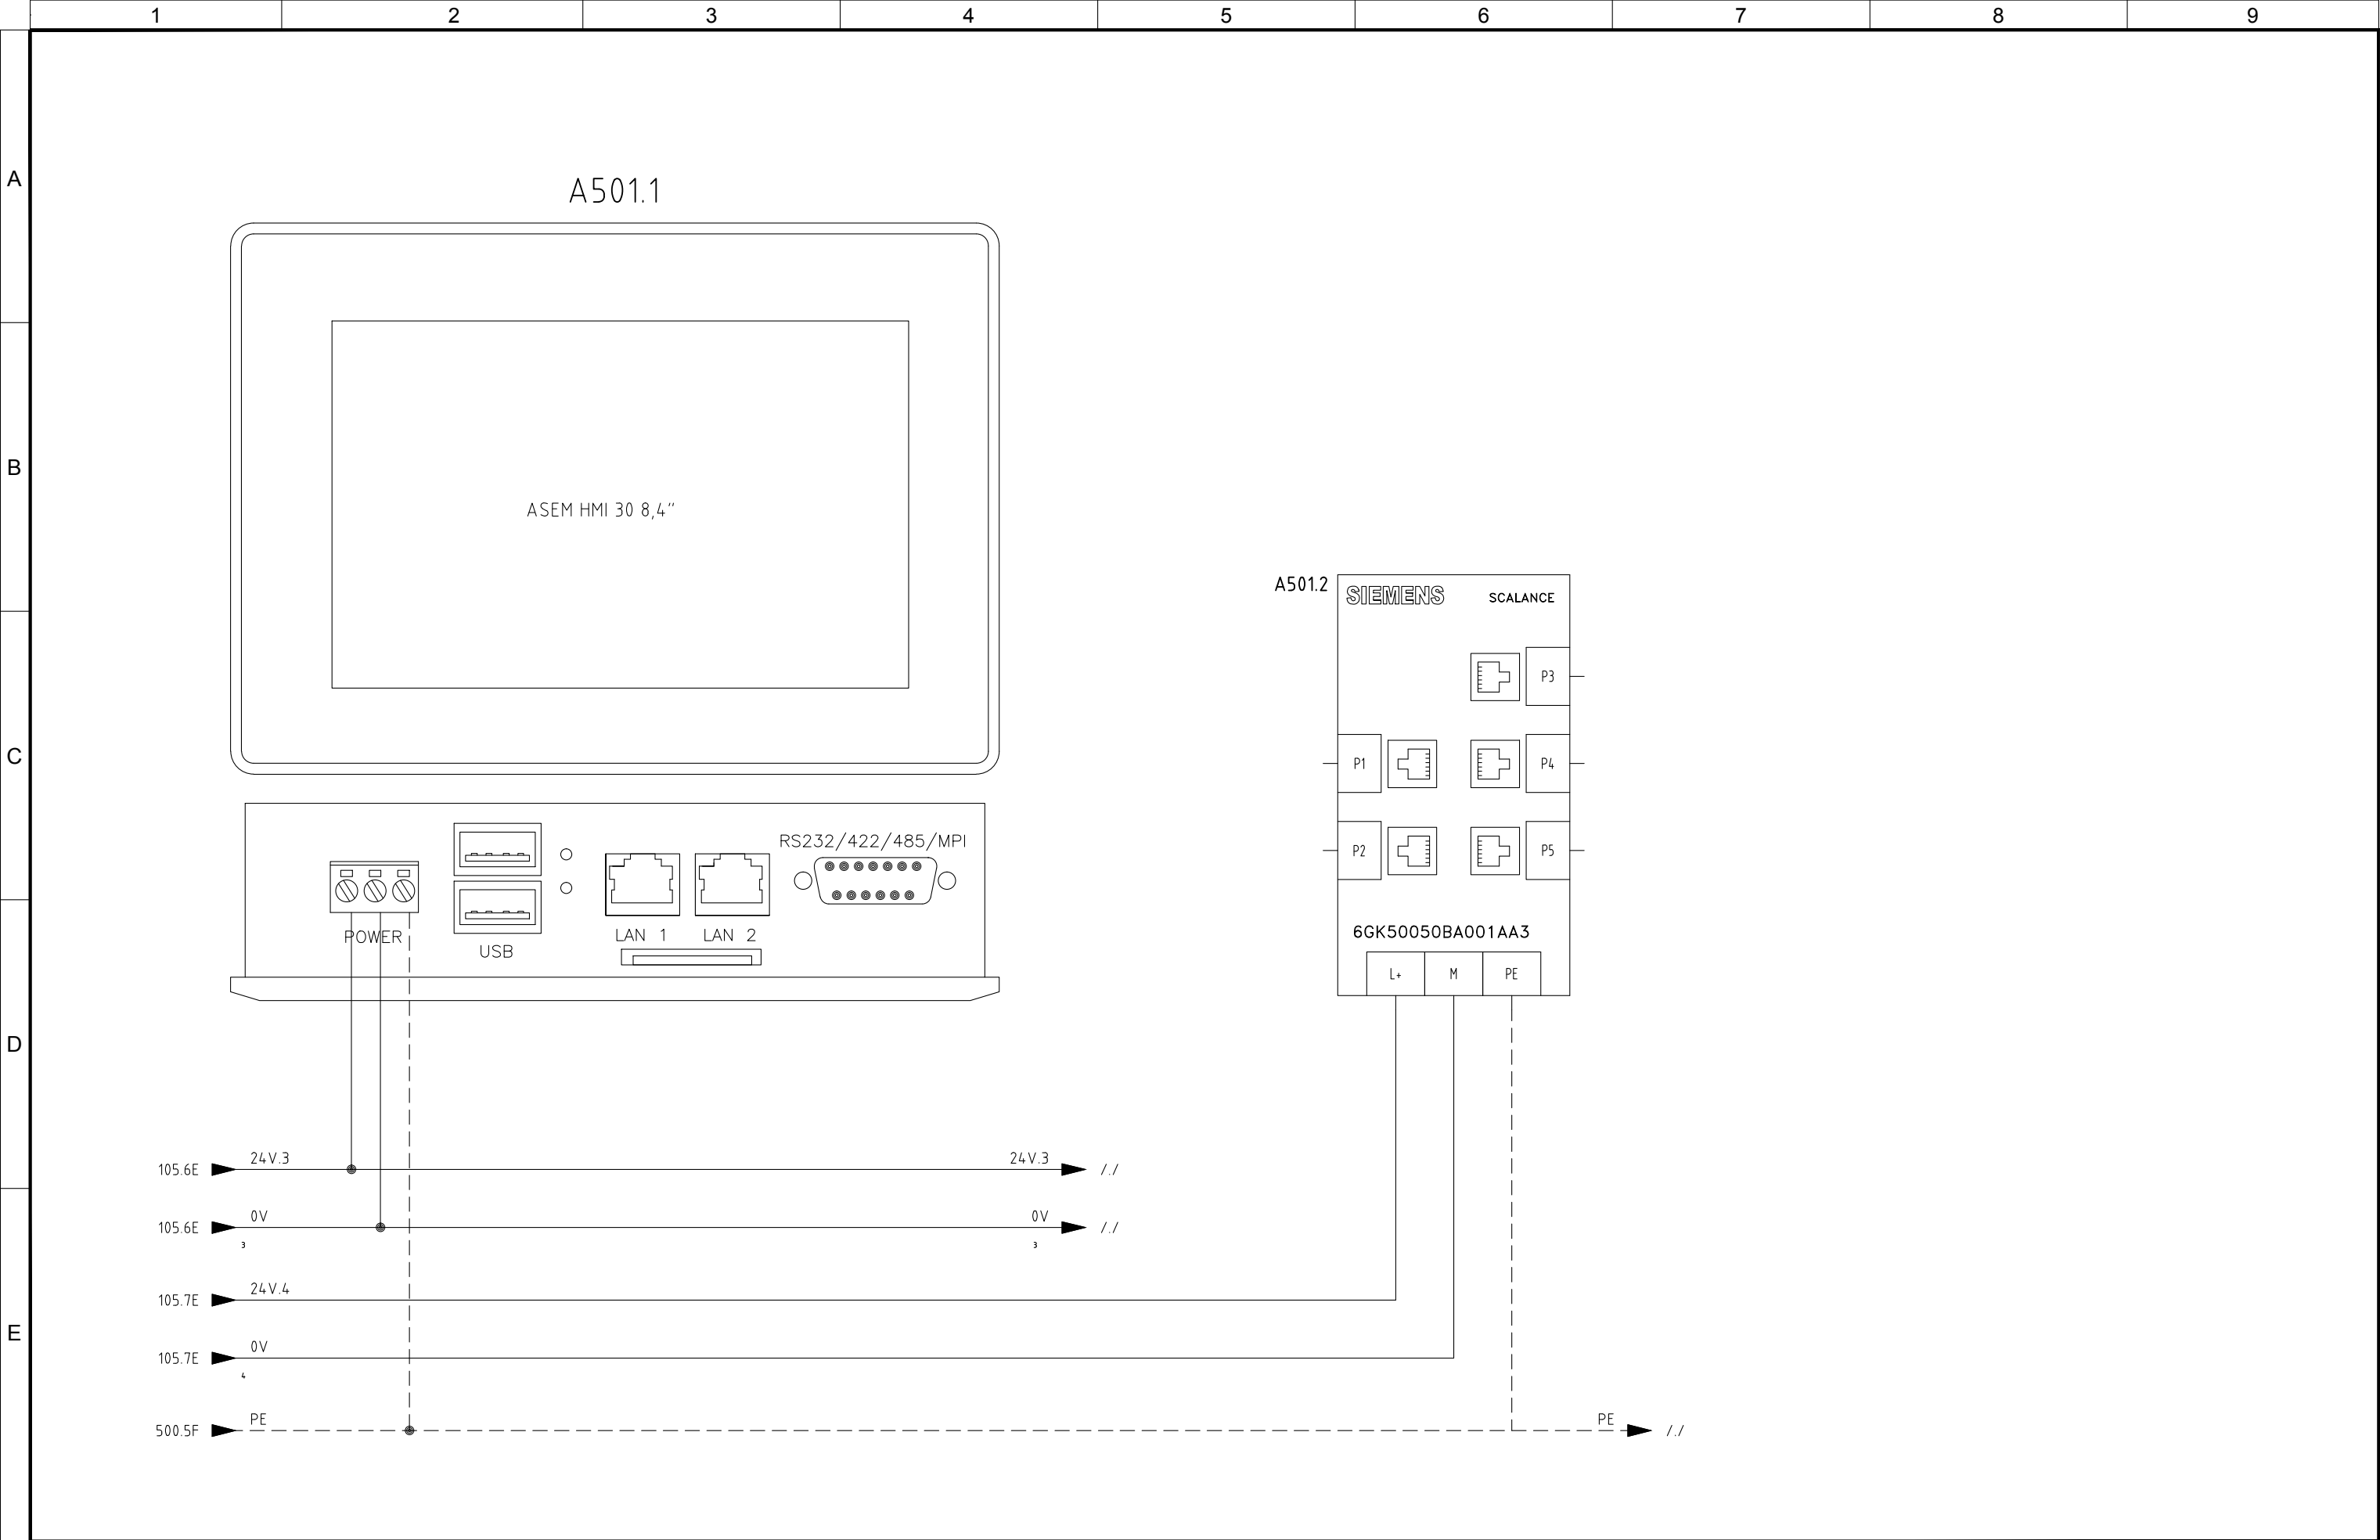 1 2 3 4 5 6 7 8 9
A
A501.1
B
ASEM HMI 30 8,4"
A501.2 SIEMENS SCALANCE
P3
C
P1 P4
RS232/422/485/MPI
P2 P5
POWER
USB
LAN 1 LAN 2
6GK50050BA001AA3
L+ M PE
D
24V.3 24V.3
105.6E /./
0V 0V
105.6E /./
3 3
24V.4
105.7E
E
0V
105.7E
4
PE PE
500.5F /./